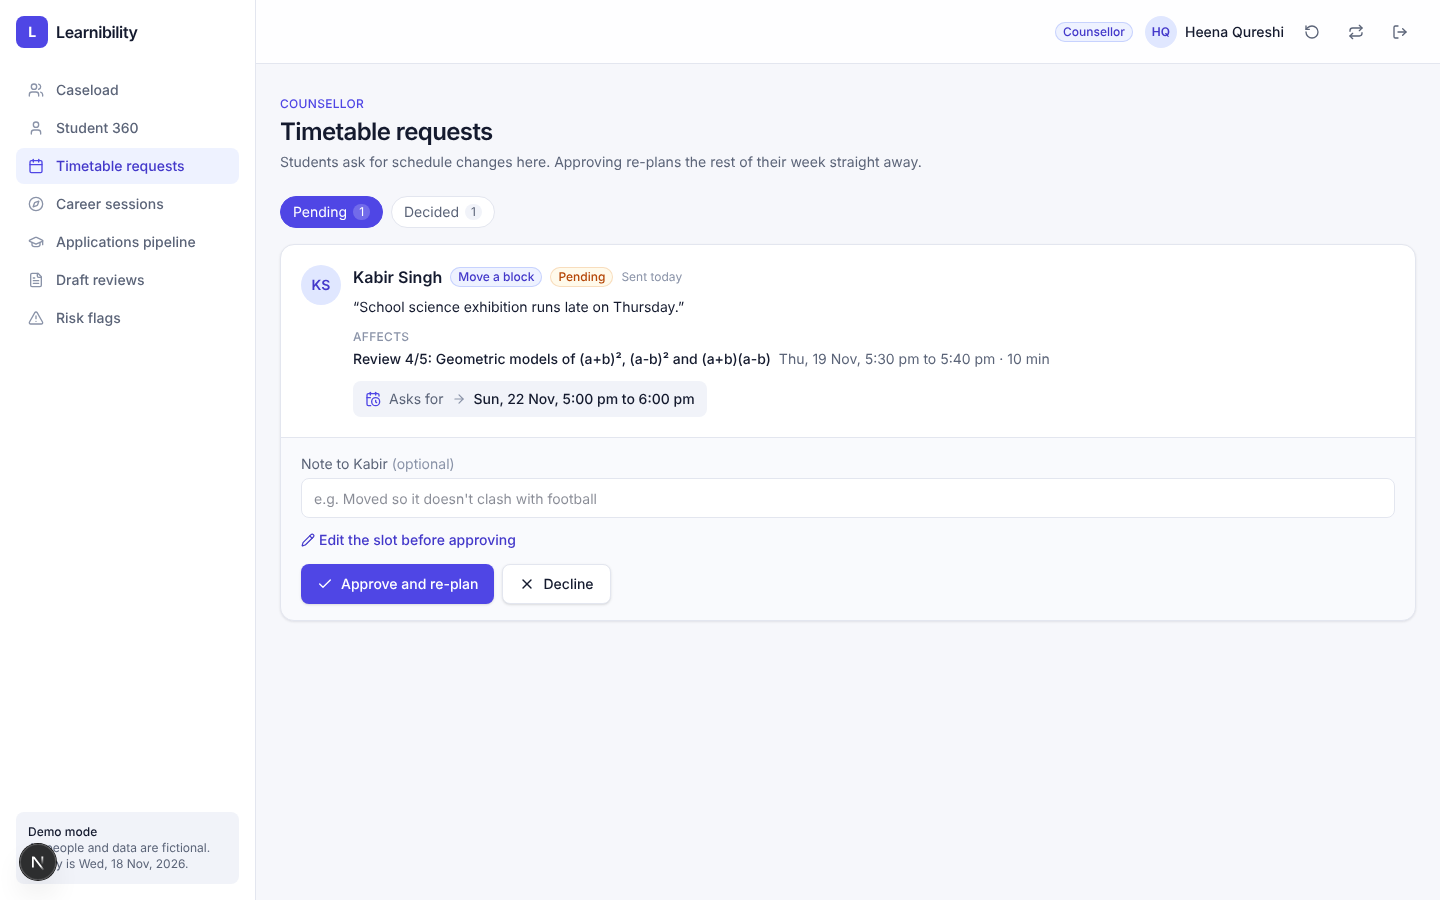 L Learnibility
Counsellor HQ Heena Qureshi
Caseload
Student 360
Timetable requests
Career sessions
Applications pipeline
Draft reviews
Risk flags
COUNSELLOR
Timetable requests
Students ask for schedule changes here. Approving re-plans the rest of their week straight away.
Pending 1 Decided 1
KS Kabir Singh Move a block Pending Sent today
“School science exhibition runs late on Thursday.”
AFFECTS
Review 4/5: Geometric models of (a+b)², (a-b)² and (a+b)(a-b) Thu, 19 Nov, 5:30 pm to 5:40 pm · 10 min
Asks for → Sun, 22 Nov, 5:00 pm to 6:00 pm
Note to Kabir (optional)
e.g. Moved so it doesn't clash with football
Edit the slot before approving
Approve and re-plan Decline
Demo mode
people and data are fictional.
is Wed, 18 Nov, 2026.
N